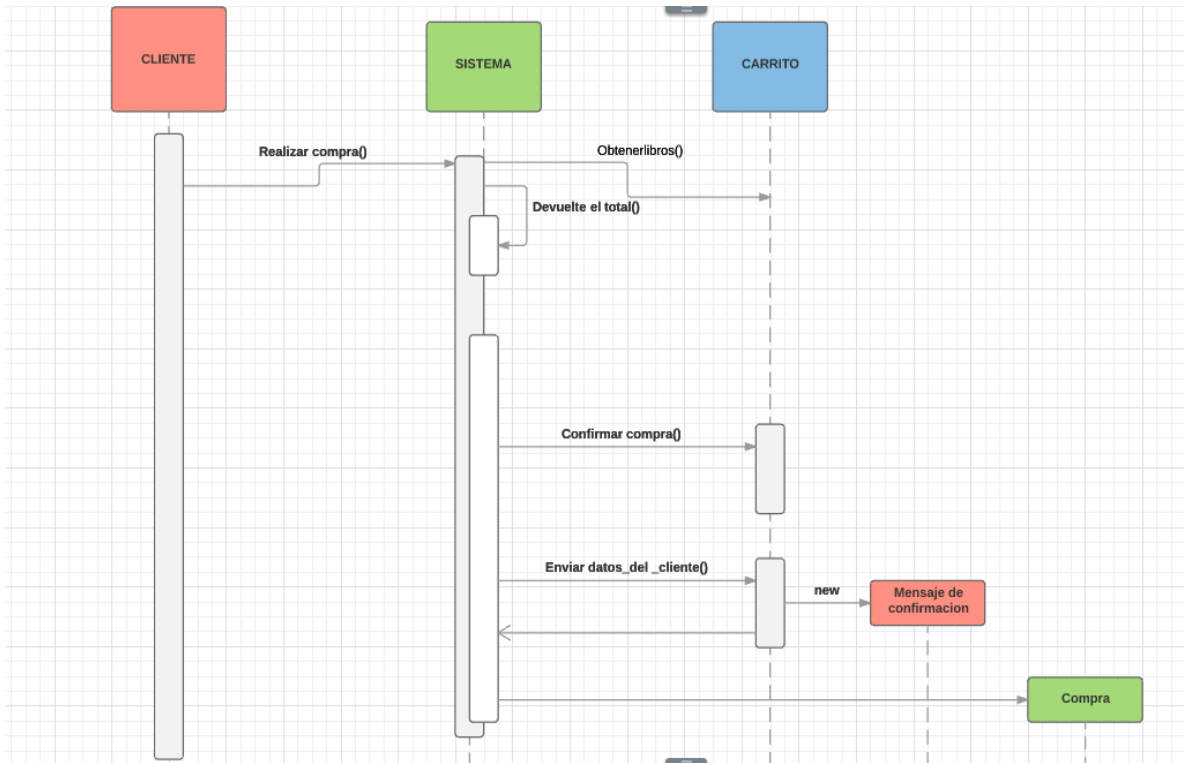 CLIENTE
SISTEMA
CARRITO
Realizar compra()
Obtenerlibros()
Devuelte el total()
Confirmar compra()
Enviar datos_del _cliente()
new
Mensaje de
confirmacion
Compra